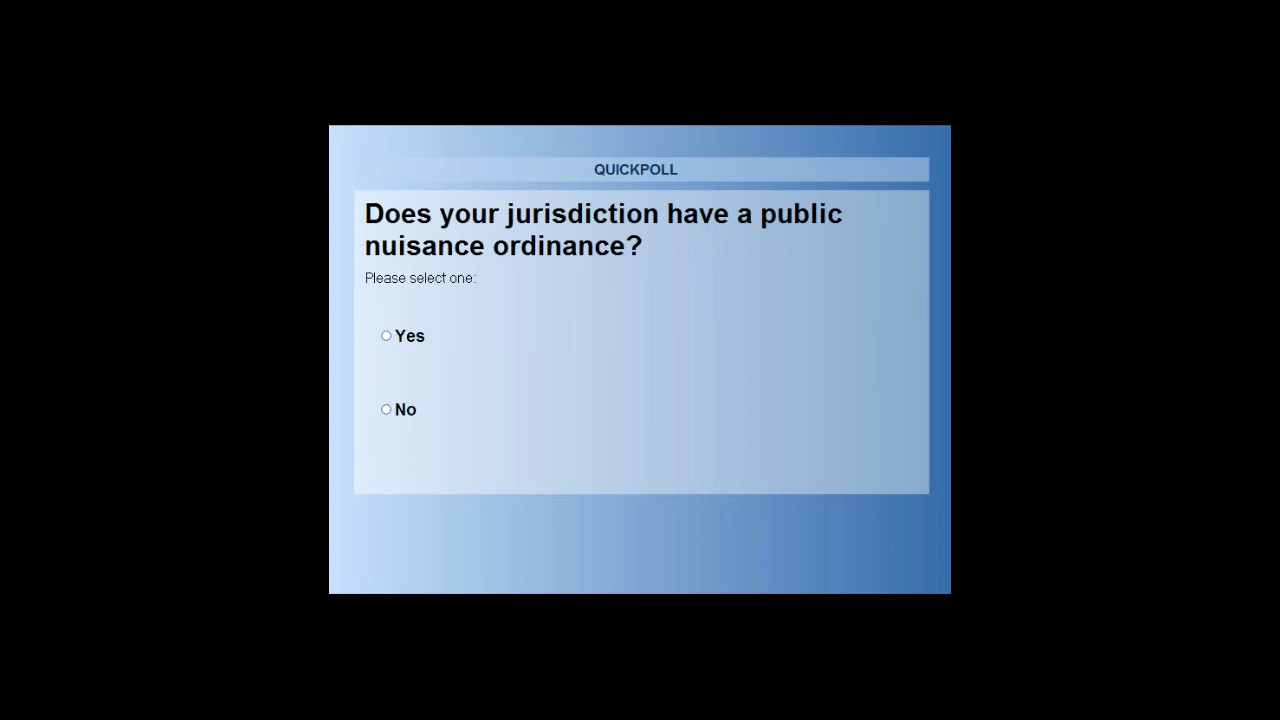 QUICKPOLL
Does your jurisdiction have a public
nuisance ordinance?
Please select one:
Yes
No